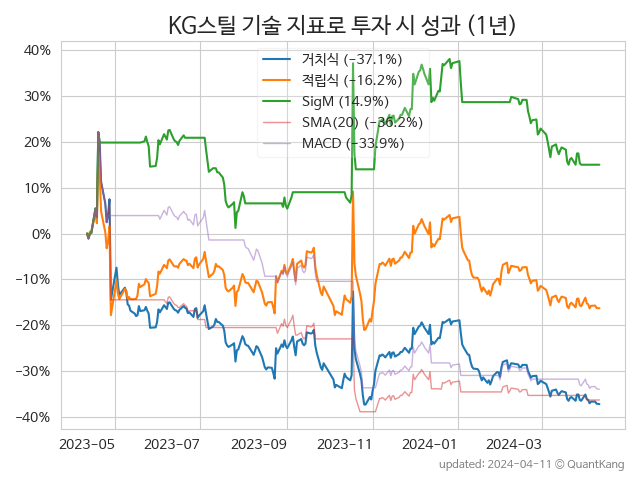 KG스틸 기술 지표로 투자 시 성과 (1년)
거치식 (−37.1%)
적립식 (−16.2%)
SigM (14.9%)
SMA(20) (−36.2%)
MACD (−33.9%)
40%
30%
20%
10%
0%
−10%
−20%
−30%
−40%
2023-05
2023-07
2023-09
2023-11
2024-01
2024-03
updated: 2024-04-11 © QuantKang